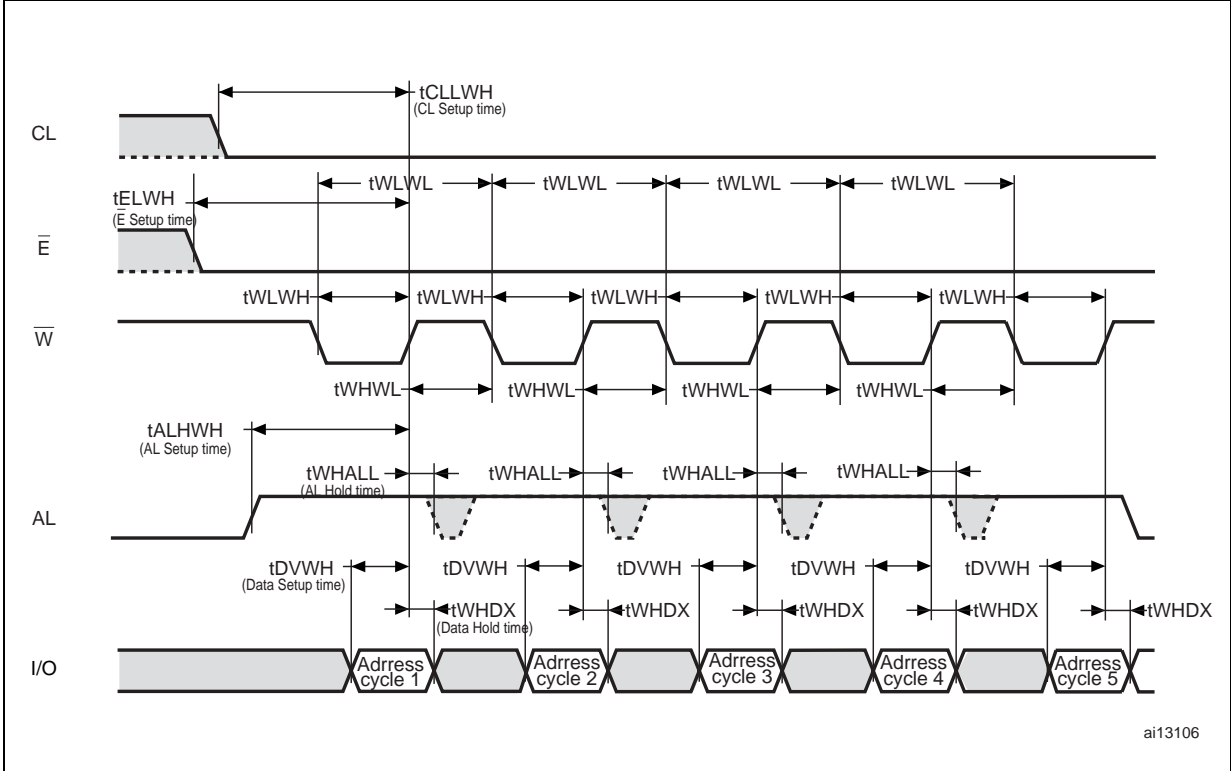 tCLLWH
(CL Setup time)
CL
tWLWL tWLWL tWLWL tWLWL
tELWH
(E̅ Setup time)
E̅
tWLWH tWLWH tWLWH tWLWH tWLWH
W̅
tWHWL tWHWL tWHWL tWHWL
tALHWH
(AL Setup time)
tWHALL tWHALL tWHALL tWHALL
(AL Hold time)
AL
tDVWH tDVWH tDVWH tDVWH tDVWH
(Data Setup time)
tWHDX tWHDX tWHDX tWHDX tWHDX
(Data Hold time)
I/O
Adrress cycle 1
Adrress cycle 2
Adrress cycle 3
Adrress cycle 4
Adrress cycle 5
ai13106